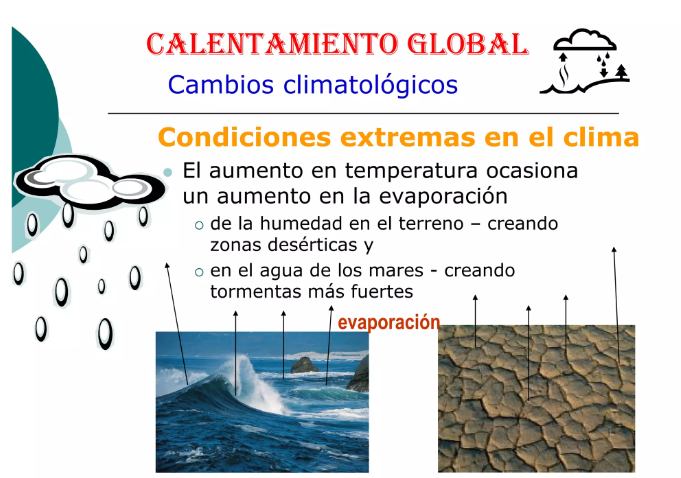 CALENTAMIENTO GLOBAL
Cambios climatológicos
Condiciones extremas en el clima
El aumento en temperatura ocasiona
un aumento en la evaporación
de la humedad en el terreno – creando
zonas desérticas y
en el agua de los mares - creando
tormentas más fuertes
evaporación